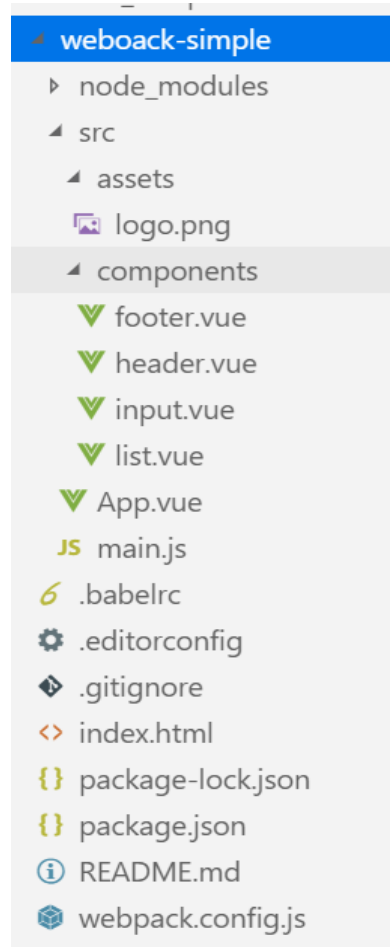 weboack-simple
node_modules
src
assets
logo.png
components
footer.vue
header.vue
input.vue
list.vue
App.vue
JS main.js
6 .babelrc
.editorconfig
.gitignore
<> index.html
{} package-lock.json
{} package.json
i README.md
webpack.config.js